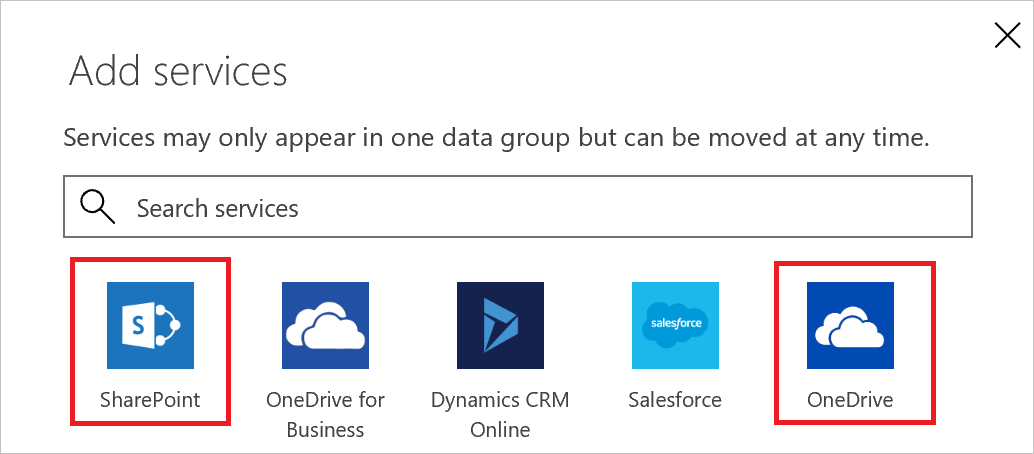 Add services
Services may only appear in one data group but can be moved at any time.
Search services
S
salesforce
SharePoint
OneDrive for
Business
Dynamics CRM
Online
Salesforce
OneDrive